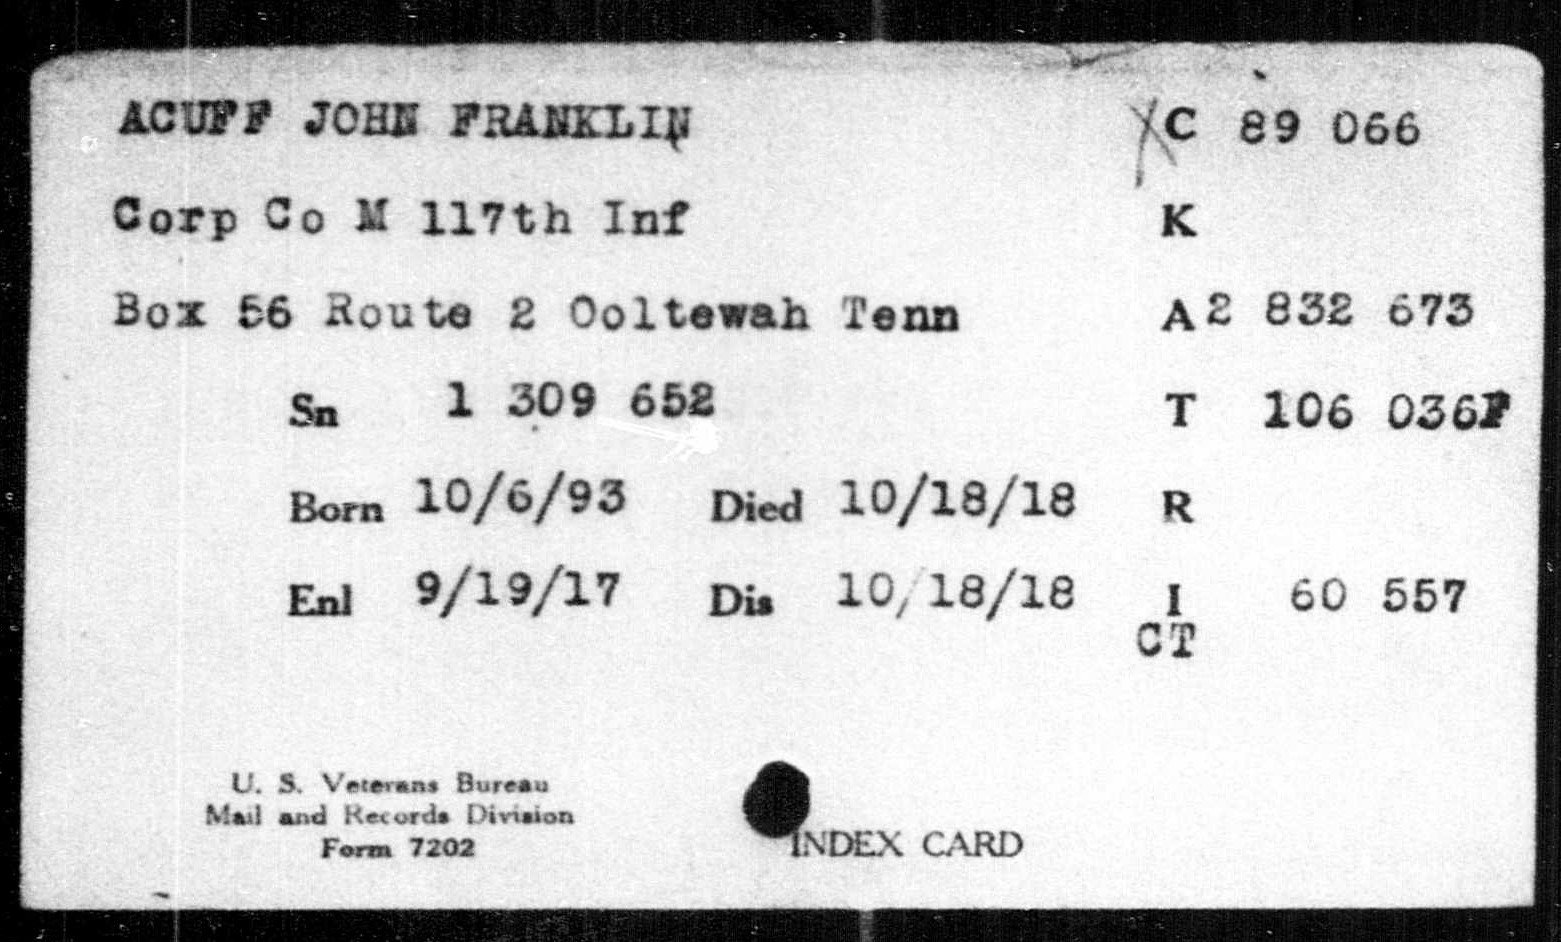 ACUFF JOHN FRANKLIN C 89 066
Corp Co M 117th Inf K
Box 56 Route 2 Ooltewah Tenn A 2 832 673
Sn 1 309 652 T 106 036F
Born 10/6/93 Died 10/18/18 R
Enl 9/19/17 Dis 10/18/18 I 60 557
CT
U. S. Veterans Bureau
Mail and Records Division
Form 7202
INDEX CARD